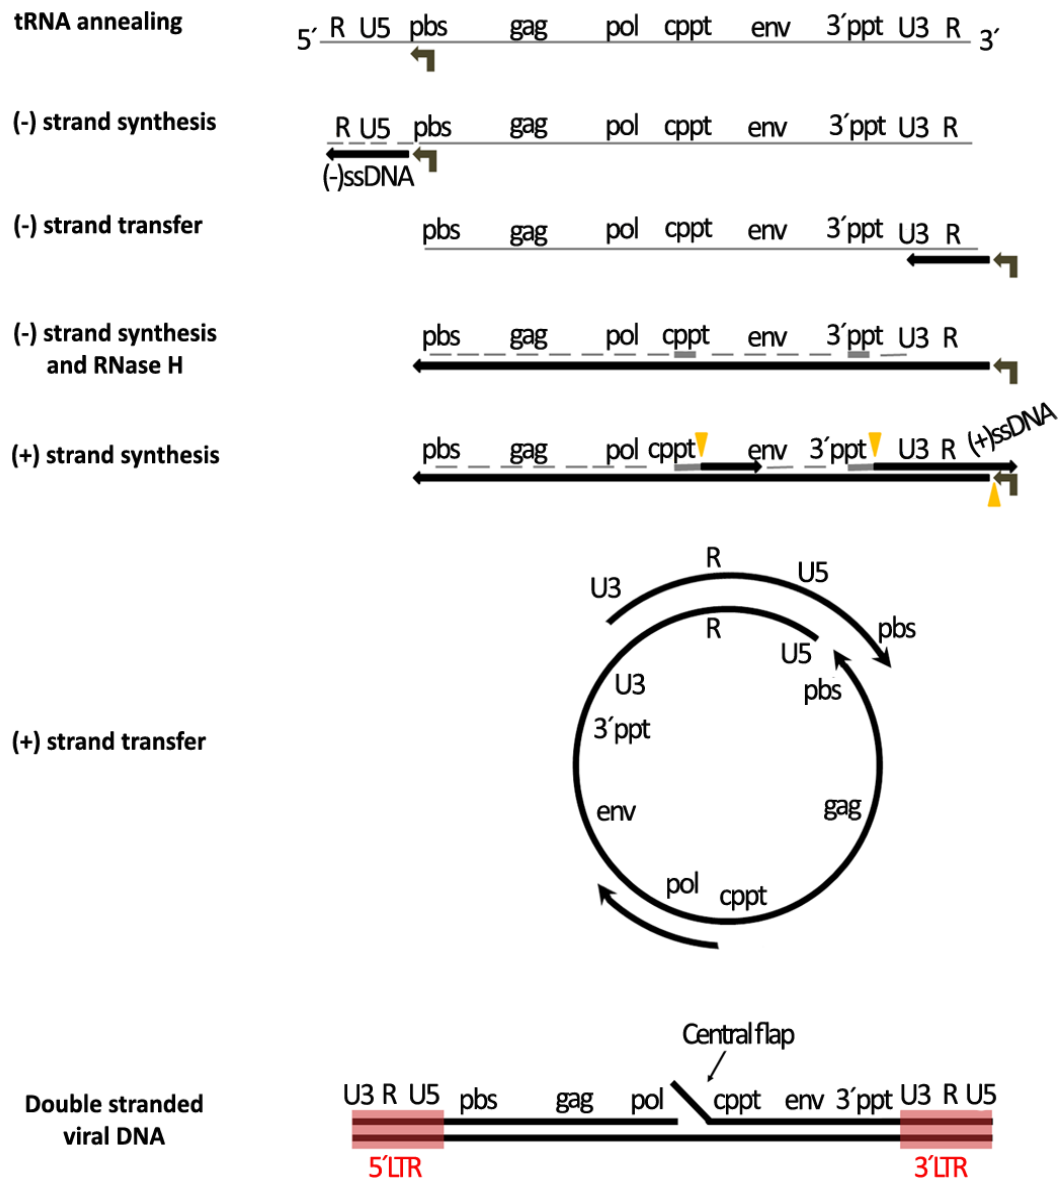 tRNA annealing
5´ R U5 pbs gag pol cppt env 3´ppt U3 R 3´
(-) strand synthesis
R U5 pbs gag pol cppt env 3´ppt U3 R
(-)ssDNA
(-) strand transfer
pbs gag pol cppt env 3´ppt U3 R
(-) strand synthesis
and RNase H
pbs gag pol cppt env 3´ppt U3 R
(+) strand synthesis
pbs gag pol cppt env 3´ppt U3 R (+)ssDNA
R
U3 U5
R pbs
U5
U3 pbs
3´ppt
(+) strand transfer
env gag
pol cppt
Central flap
Double stranded
viral DNA
U3 R U5 pbs gag pol cppt env 3´ppt U3 R U5
5´LTR 3´LTR